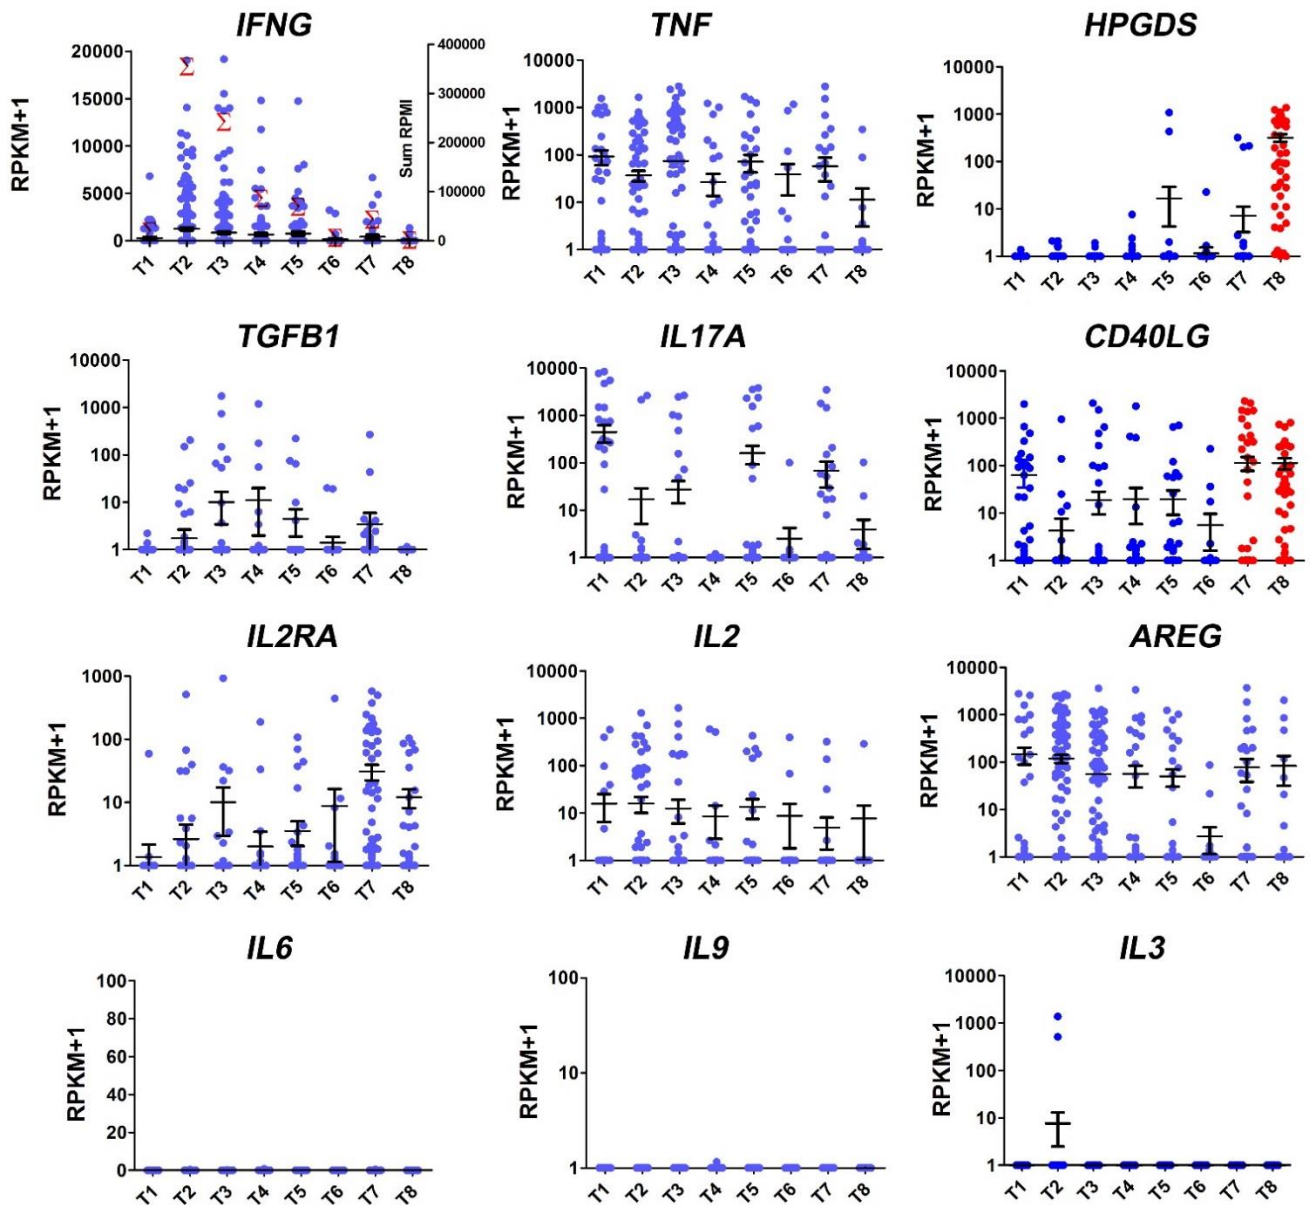 IFNG
RPKM+1
20000
15000
10000
5000
0
Σ Σ Σ Σ Σ Σ Σ Σ
400000
300000
200000
100000
0
Sum RPMI
T1 T2 T3 T4 T5 T6 T7 T8
TNF
RPKM+1
10000
1000
100
10
1
T1 T2 T3 T4 T5 T6 T7 T8
HPGDS
RPKM+1
10000
1000
100
10
1
T1 T2 T3 T4 T5 T6 T7 T8
TGFB1
RPKM+1
10000
1000
100
10
1
T1 T2 T3 T4 T5 T6 T7 T8
IL17A
RPKM+1
10000
1000
100
10
1
T1 T2 T3 T4 T5 T6 T7 T8
CD40LG
RPKM+1
10000
1000
100
10
1
T1 T2 T3 T4 T5 T6 T7 T8
IL2RA
RPKM+1
1000
100
10
1
T1 T2 T3 T4 T5 T6 T7 T8
IL2
RPKM+1
10000
1000
100
10
1
T1 T2 T3 T4 T5 T6 T7 T8
AREG
RPKM+1
10000
1000
100
10
1
T1 T2 T3 T4 T5 T6 T7 T8
IL6
RPKM+1
100
80
60
40
20
0
T1 T2 T3 T4 T5 T6 T7 T8
IL9
RPKM+1
100
10
1
T1 T2 T3 T4 T5 T6 T7 T8
IL3
RPKM+1
10000
1000
100
10
1
T1 T2 T3 T4 T5 T6 T7 T8